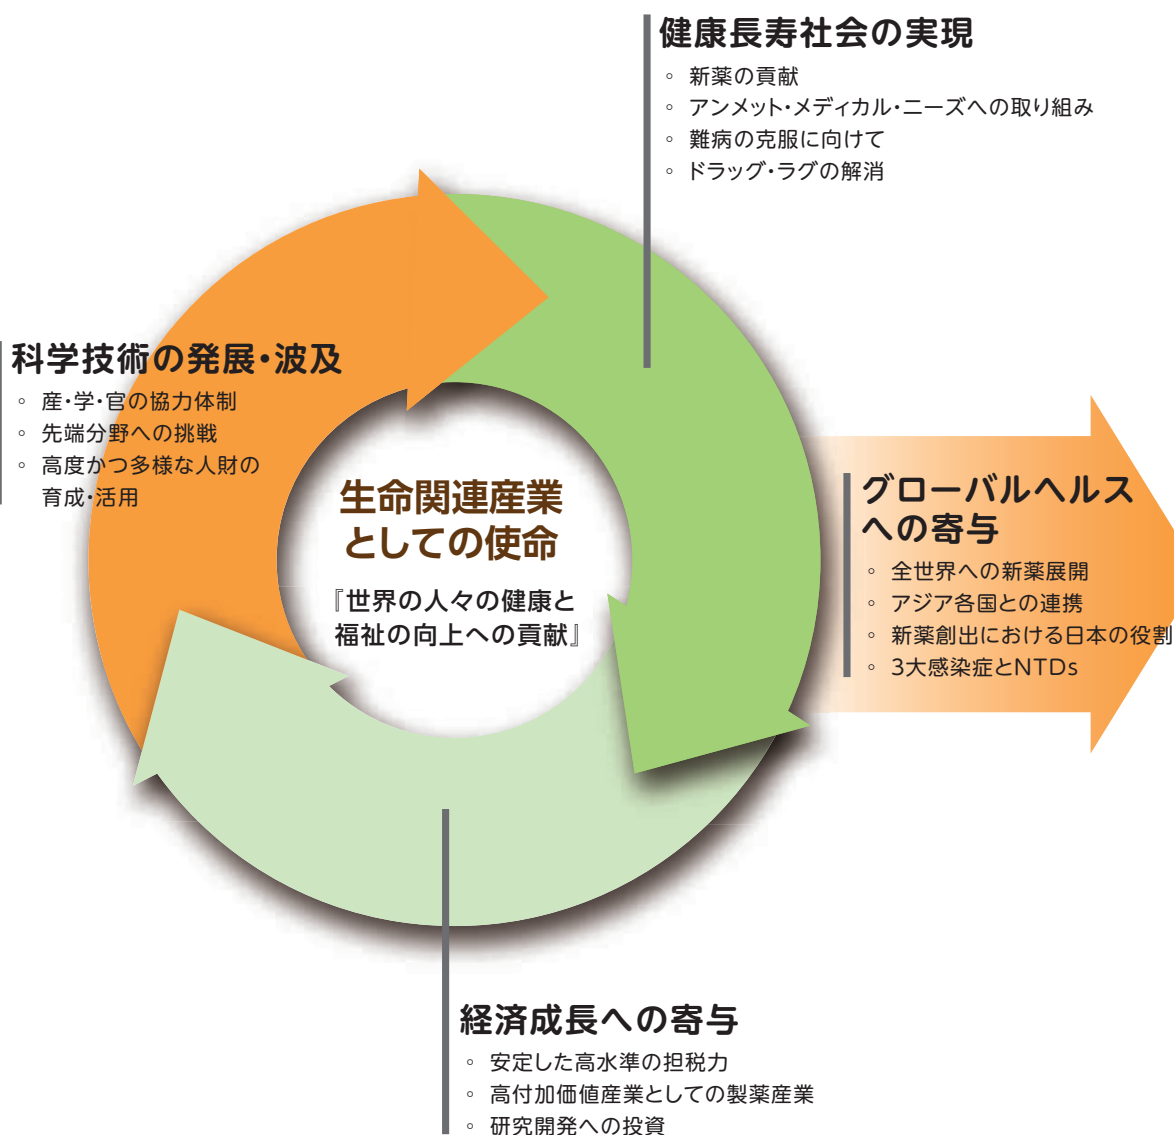 健康長寿社会の実現
◦ 新薬の貢献
◦ アンメット・メディカル・ニーズへの取り組み
◦ 難病の克服に向けて
◦ ドラッグ・ラグの解消
科学技術の発展・波及
◦ 産・学・官の協力体制
◦ 先端分野への挑戦
◦ 高度かつ多様な人財の
育成・活用
生命関連産業
としての使命
『世界の人々の健康と
福祉の向上への貢献』
グローバルヘルス
への寄与
◦ 全世界への新薬展開
◦ アジア各国との連携
◦ 新薬創出における日本の役割
◦ 3大感染症とNTDs
経済成長への寄与
◦ 安定した高水準の担税力
◦ 高付加価値産業としての製薬産業
◦ 研究開発への投資